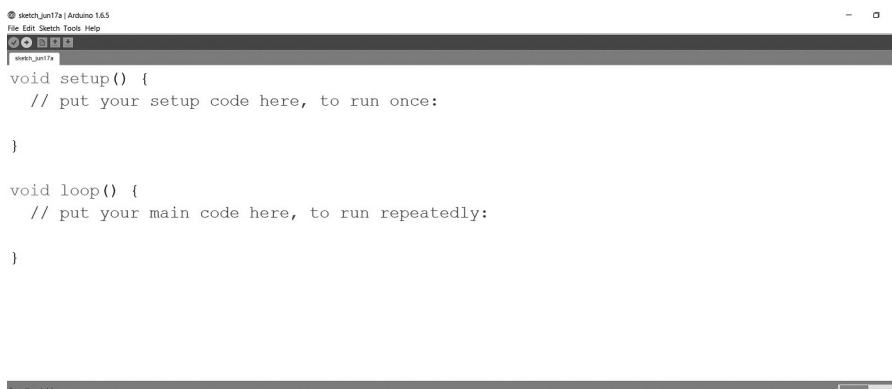 sketch_jun17a | Arduino 1.6.5
File Edit Sketch Tools Help
sketch_jun17a
void setup() {
// put your setup code here, to run once:
}
void loop() {
// put your main code here, to run repeatedly:
}